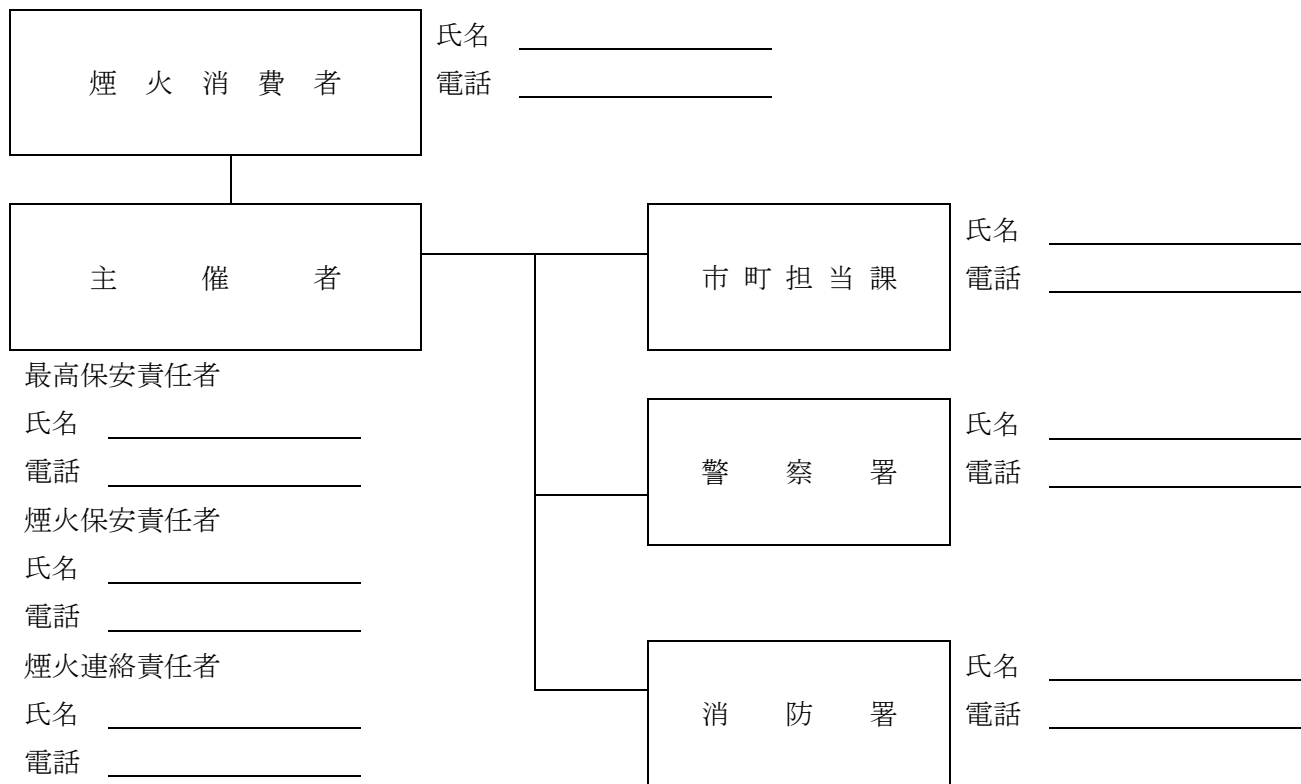 煙火消費者
氏名
電話
主催者
最高保安責任者
氏名
電話
煙火保安責任者
氏名
電話
煙火連絡責任者
氏名
電話
市町担当課
氏名
電話
警察署
氏名
電話
消防署
氏名
電話